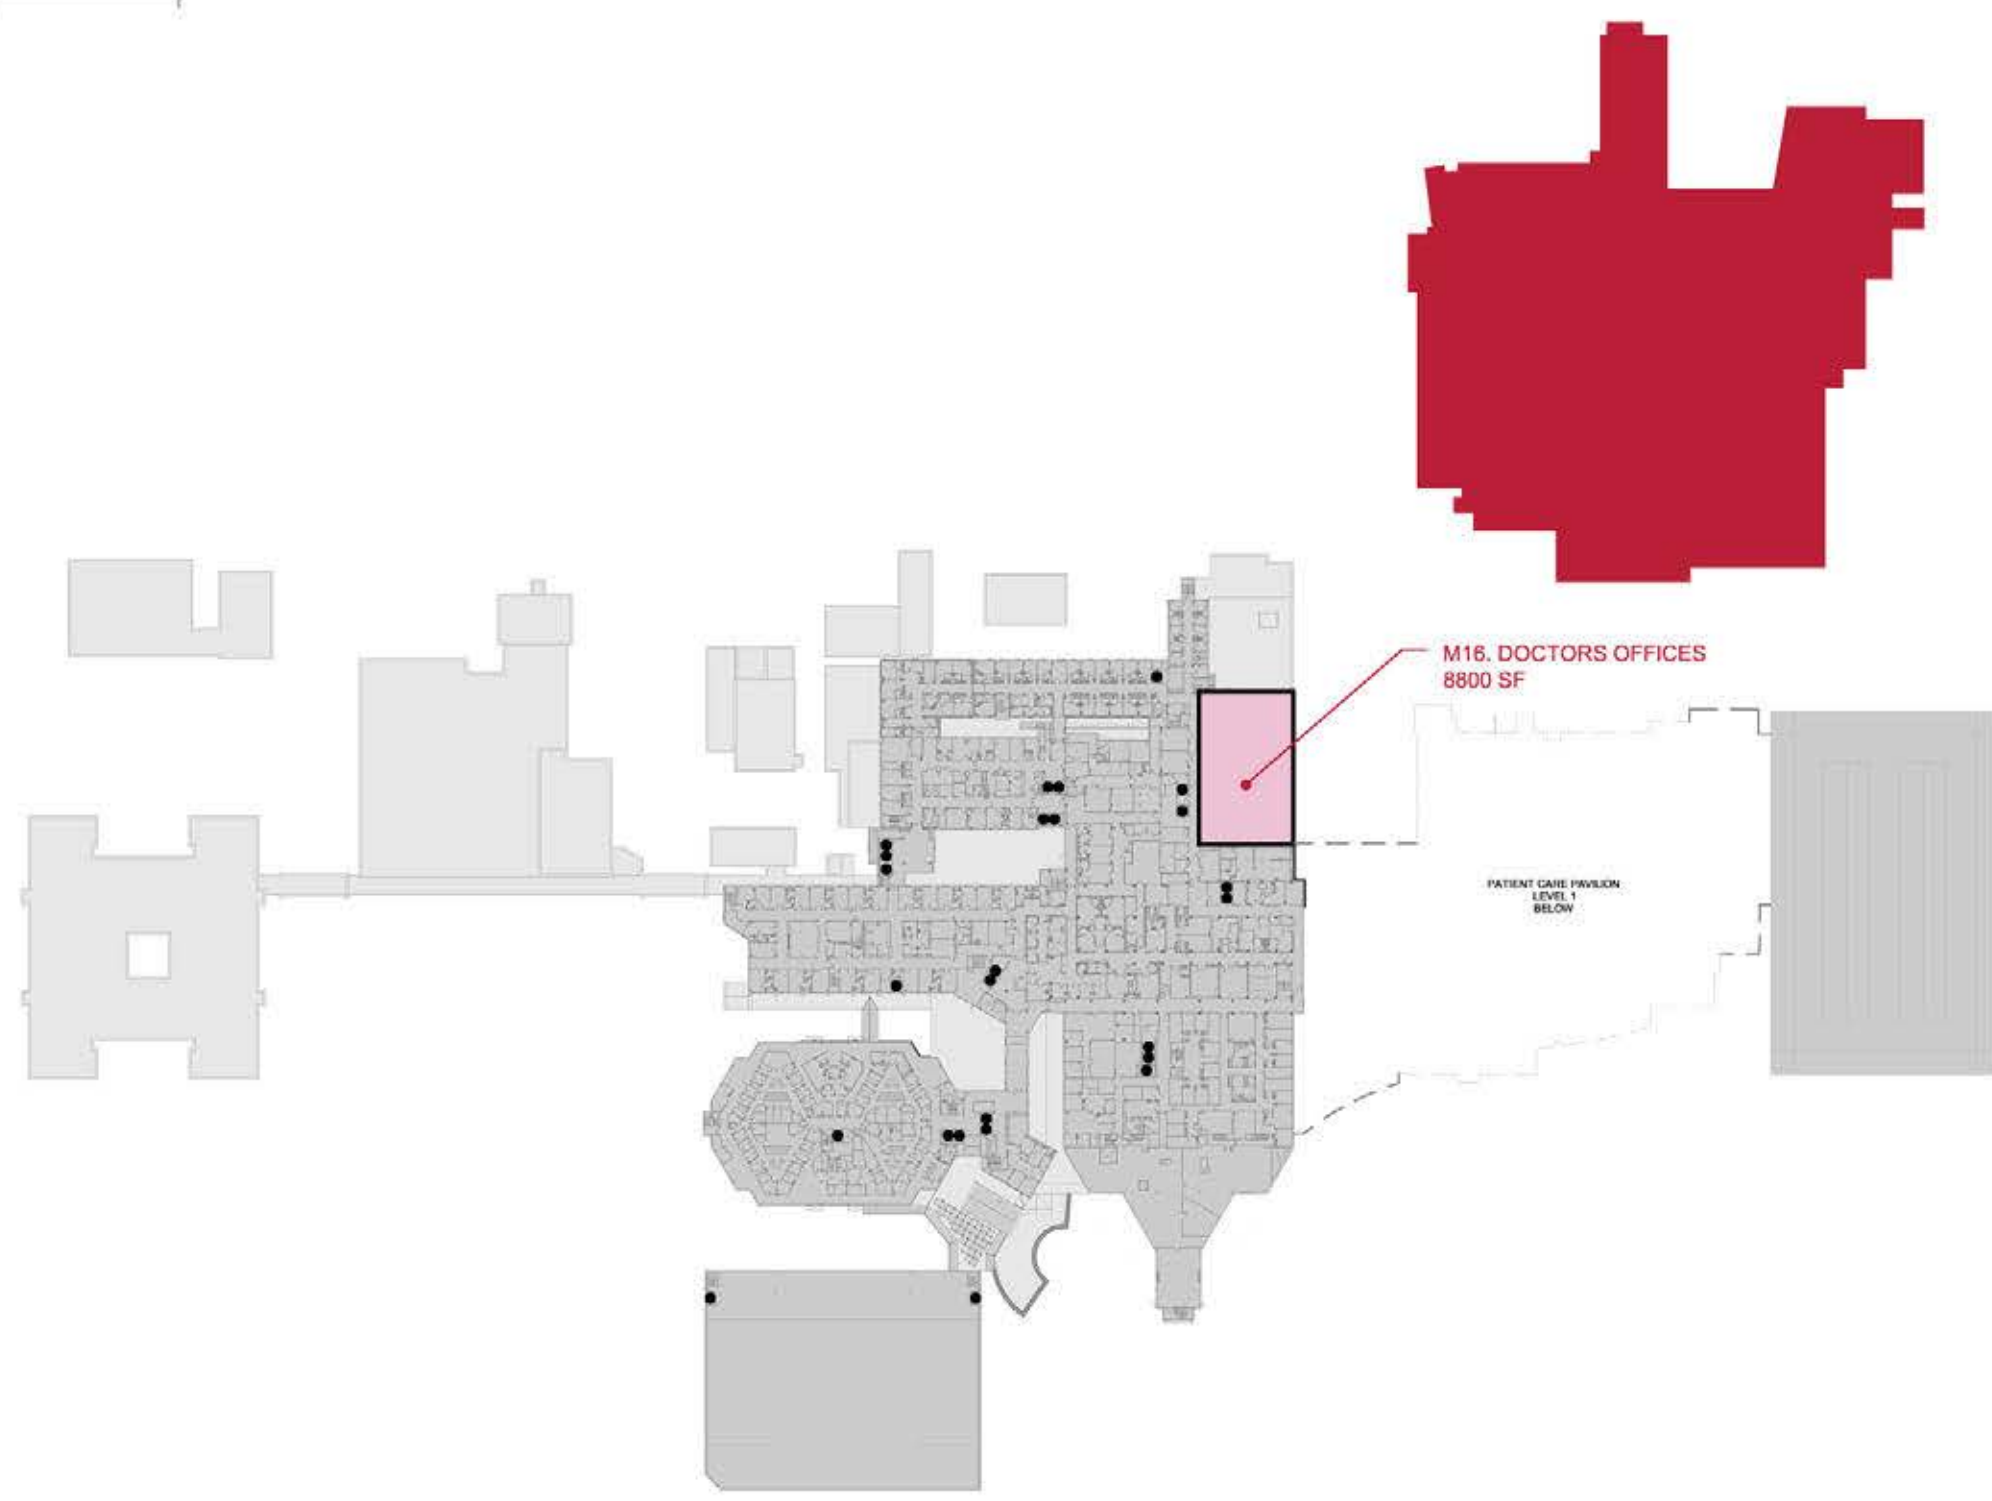 M16. DOCTORS OFFICES
8800 SF
PATIENT CARE PAVILION
LEVEL 1
BELOW